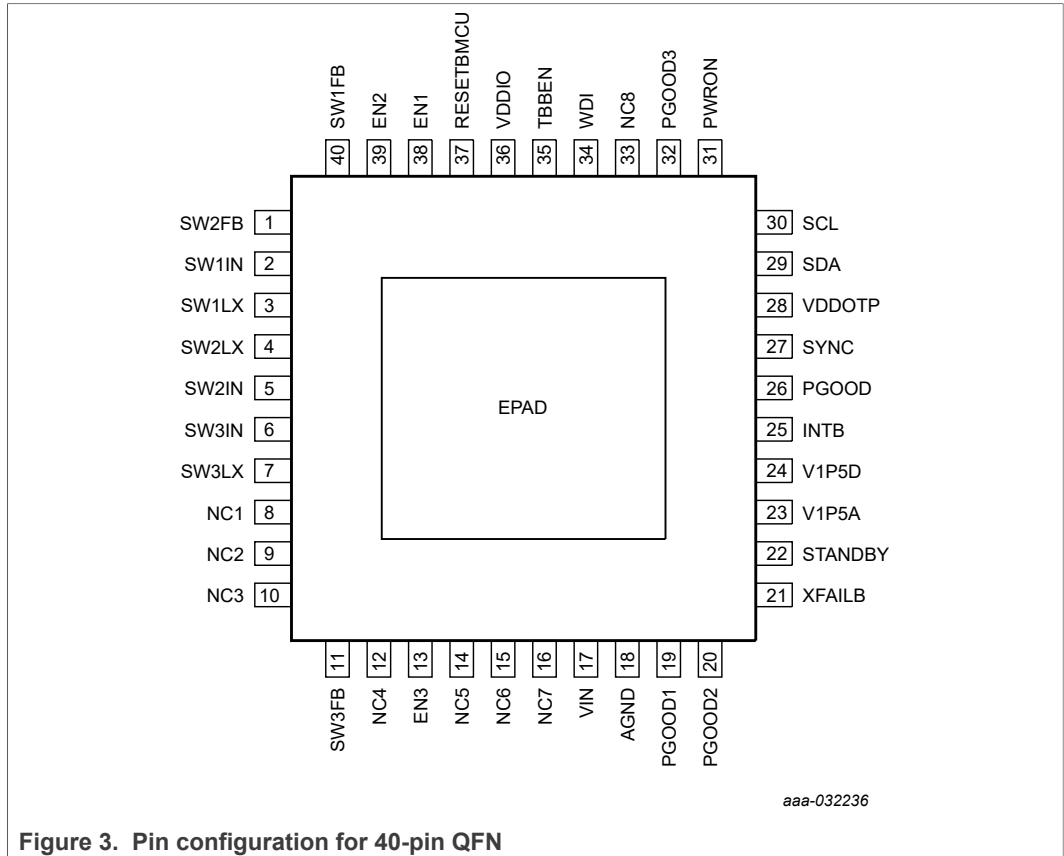 SW1FB
EN2
EN1
RESETBMCU
VDDIO
TBBEN
WDI
NC8
PGOOD3
PWRON
40
39
38
37
36
35
34
33
32
31
SW2FB 1
SW1IN 2
SW1LX 3
SW2LX 4
SW2IN 5
SW3IN 6
SW3LX 7
NC1 8
NC2 9
NC3 10
EPAD
30 SCL
29 SDA
28 VDDOTP
27 SYNC
26 PGOOD
25 INTB
24 V1P5D
23 V1P5A
22 STANDBY
21 XFAILB
11
12
13
14
15
16
17
18
19
20
SW3FB
NC4
EN3
NC5
NC6
NC7
VIN
AGND
PGOOD1
PGOOD2
aaa-032236
Figure 3. Pin configuration for 40-pin QFN